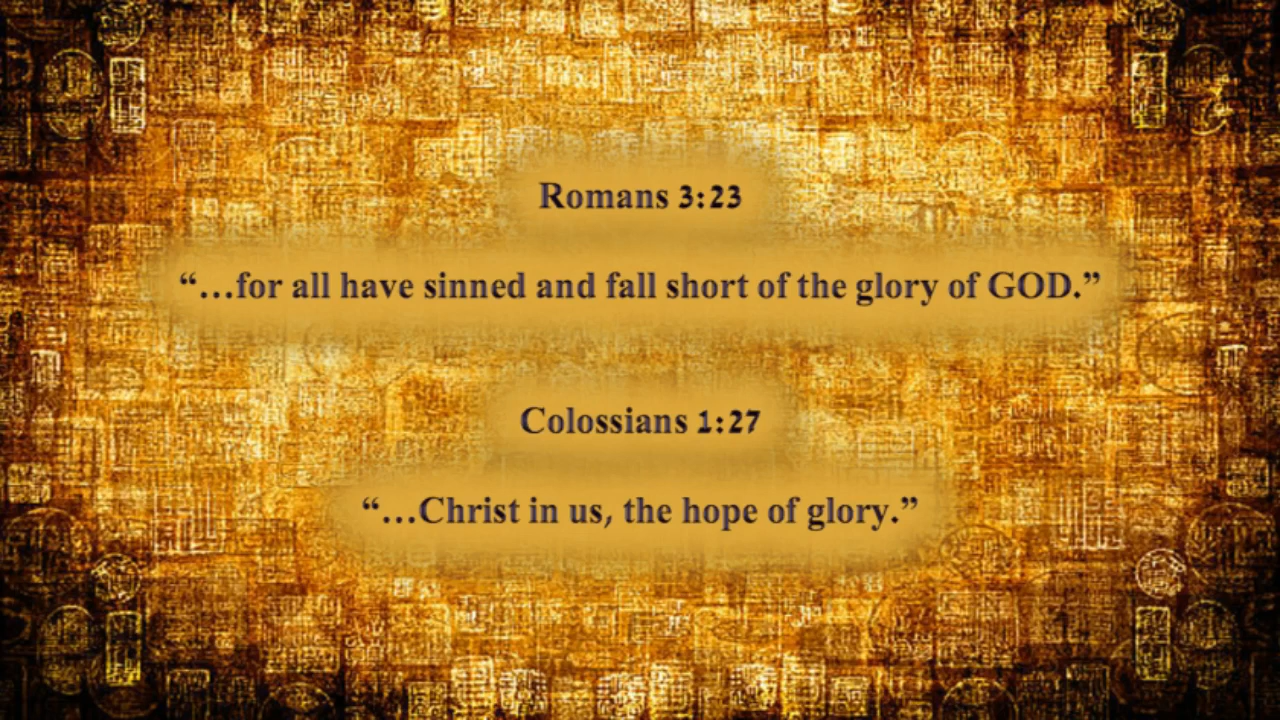 Romans 3:23
“…for all have sinned and fall short of the glory of GOD.”
Colossians 1:27
“…Christ in us, the hope of glory.”